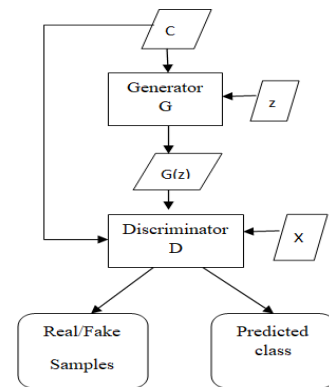 C
Generator
G
z
G(z)
Discriminator
D
X
Real/Fake
Samples
Predicted
class